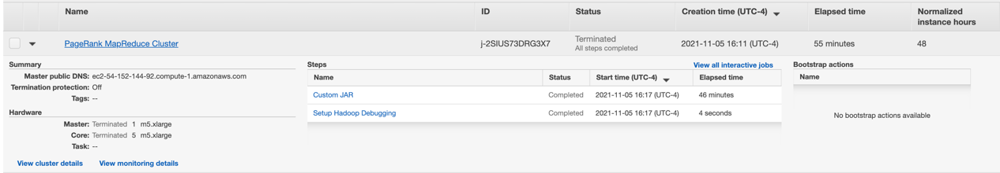 Name ID Status Creation time (UTC-4) Elapsed time Normalized instance hours
PageRank MapReduce Cluster j-2SIUS73DRG3X7 Terminated 2021-11-05 16:11 (UTC-4) 55 minutes 48
All steps completed
Summary
Master public DNS: ec2-54-152-144-92.compute-1.amazonaws.com
Termination protection: Off
Tags: --
Hardware
Master: Terminated 1 m5.xlarge
Core: Terminated 5 m5.xlarge
Task: --
View cluster details View monitoring details
Steps View all interactive jobs
Name Status Start time (UTC-4) Elapsed time
Custom JAR Completed 2021-11-05 16:17 (UTC-4) 46 minutes
Setup Hadoop Debugging Completed 2021-11-05 16:17 (UTC-4) 4 seconds
Bootstrap actions
Name
No bootstrap actions available